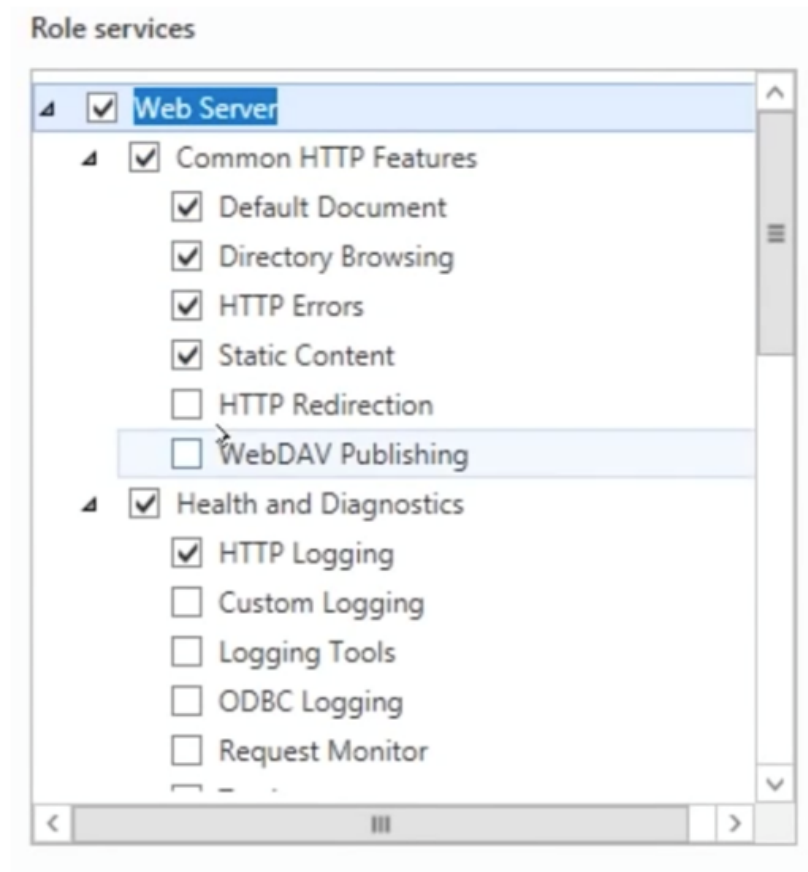 Role services
Web Server
Common HTTP Features
Default Document
Directory Browsing
HTTP Errors
Static Content
HTTP Redirection
WebDAV Publishing
Health and Diagnostics
HTTP Logging
Custom Logging
Logging Tools
ODBC Logging
Request Monitor